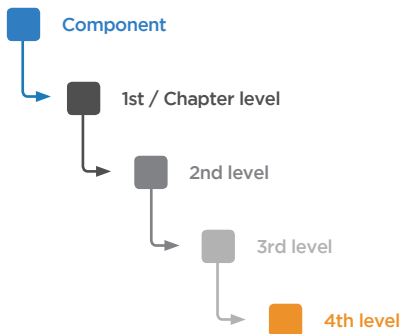 Component
1st / Chapter level
2nd level
3rd level
4th level